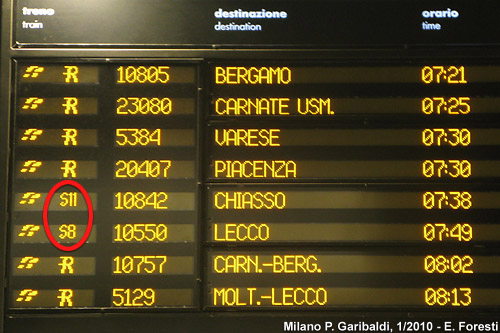 treno destinazione orario
train destination time
R 10805 BERGAMO 07:21
R 23080 CARNATE USM. 07:25
R 5384 VARESE 07:30
R 20407 PIACENZA 07:30
S11 10842 CHIASSO 07:38
S8 10550 LECCO 07:49
R 10757 CARN.-BERG. 08:02
R 5129 MOLT.-LECCO 08:13
Milano P. Garibaldi, 1/2010 - E. Foresti